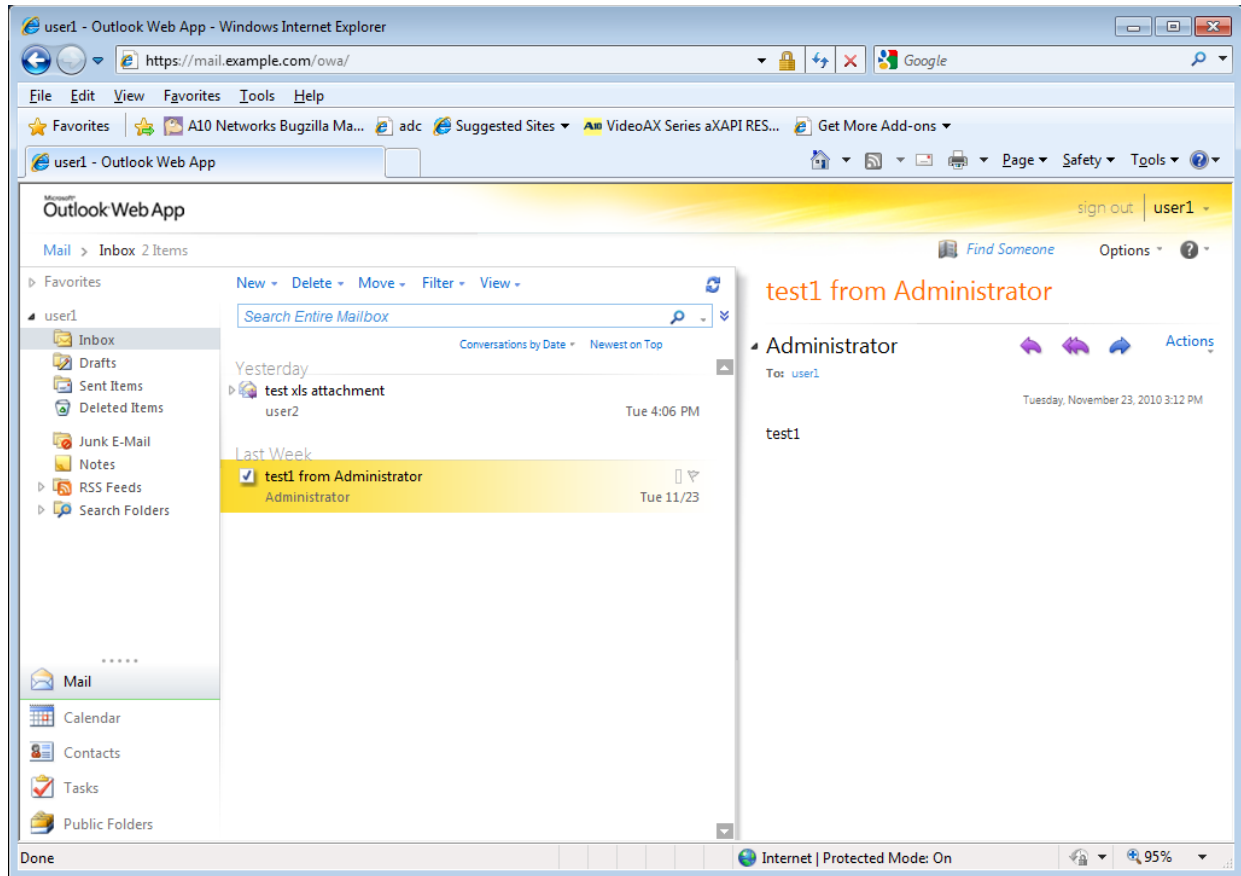 user1 - Outlook Web App - Windows Internet Explorer
https://mail.example.com/owa/
Google
File Edit View Favorites Tools Help
Favorites A10 Networks Bugzilla Ma... adc Suggested Sites VideoAX Series aXAPI RES... Get More Add-ons
user1 - Outlook Web App
Page Safety Tools
Microsoft
Outlook Web App
sign out user1
Mail > Inbox 2 Items
Find Someone Options
Favorites
user1
Inbox
Drafts
Sent Items
Deleted Items
Junk E-Mail
Notes
RSS Feeds
Search Folders
Mail
Calendar
Contacts
Tasks
Public Folders
New Delete Move Filter View
Search Entire Mailbox
Conversations by Date Newest on Top
Yesterday
test xls attachment
user2 Tue 4:06 PM
Last Week
test1 from Administrator
Administrator Tue 11/23
test1 from Administrator
Administrator
Actions
To: user1
Tuesday, November 23, 2010 3:12 PM
test1
Done
Internet | Protected Mode: On
95%